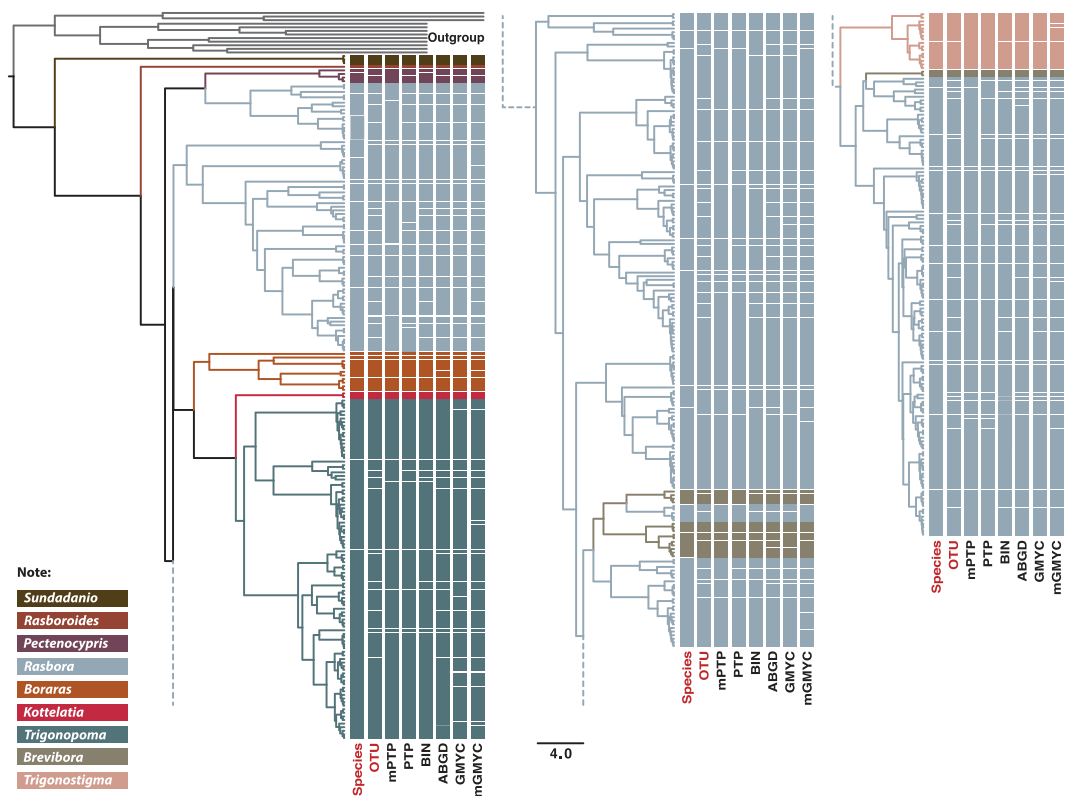 Outgroup
Note:
Sundadanio
Rasboroides
Pectenocypris
Rasbora
Boraras
Kottelatia
Trigonopoma
Brevibora
Trigonostigma
Species
OTU
mPTP
PTP
BIN
ABGD
GMYC
mGMYC
4.0
Species
OTU
mPTP
PTP
BIN
ABGD
GMYC
mGMYC
Species
OTU
mPTP
PTP
BIN
ABGD
GMYC
mGMYC